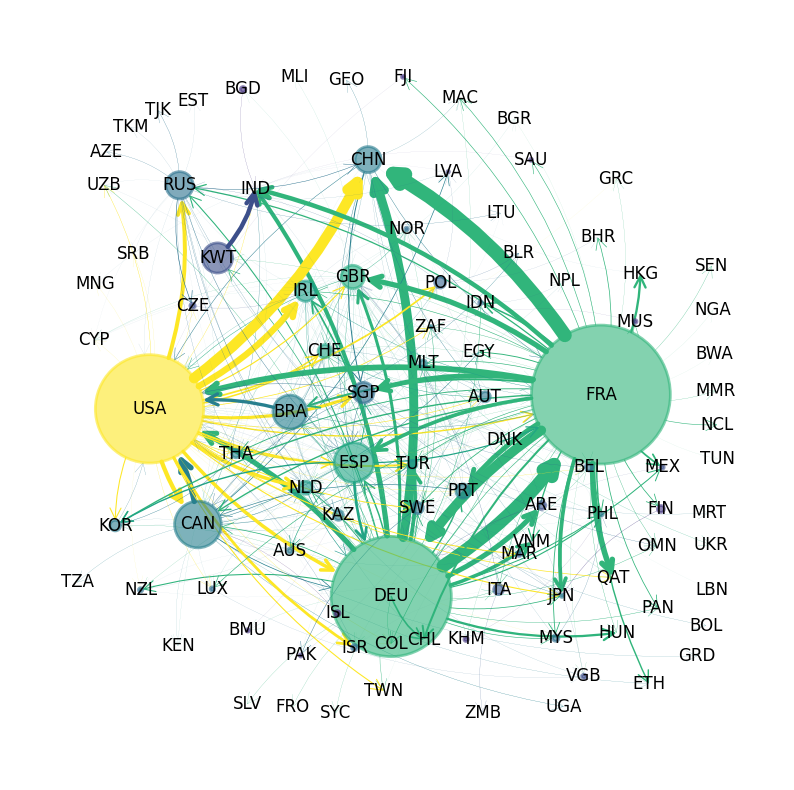 FJI
MLI
GEO
BGD
MAC
EST
TJK
BGR
TKM
AZE
CHN
SAU
LVA
GRC
UZB
RUS
IND
LTU
NOR
BHR
SRB
BLR
KWT
SEN
HKG
GBR
NPL
MNG
POL
IRL
IDN
CZE
NGA
MUS
ZAF
CYP
CHE
EGY
BWA
MLT
MMR
SGP
FRA
AUT
USA
BRA
NCL
DNK
THA
TUN
ESP
TUR
BEL
MEX
NLD
PRT
ARE
SWE
FIN
MRT
KAZ
PHL
CAN
KOR
VNM
UKR
OMN
AUS
MAR
QAT
TZA
NZL
LUX
ITA
LBN
DEU
JPN
PAN
ISL
BOL
BMU
HUN
MYS
KHM
CHL
COL
KEN
ISR
PAK
GRD
VGB
ETH
TWN
SLV
FRO
UGA
SYC
ZMB